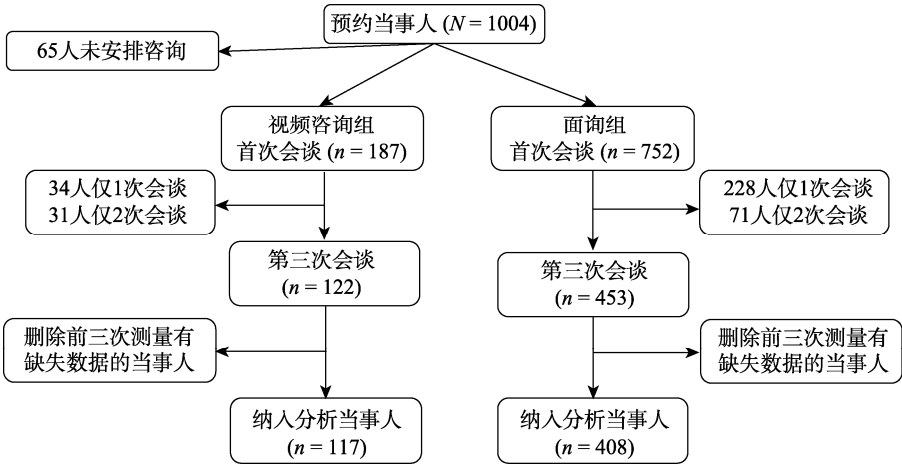 预约当事人 (N = 1004)
65人未安排咨询
视频咨询组
首次会谈 (n = 187)
面询组
首次会谈 (n = 752)
34人仅1次会谈
31人仅2次会谈
228人仅1次会谈
71人仅2次会谈
第三次会谈
(n = 122)
第三次会谈
(n = 453)
删除前三次测量有
缺失数据的当事人
删除前三次测量有
缺失数据的当事人
纳入分析当事人
(n = 117)
纳入分析当事人
(n = 408)